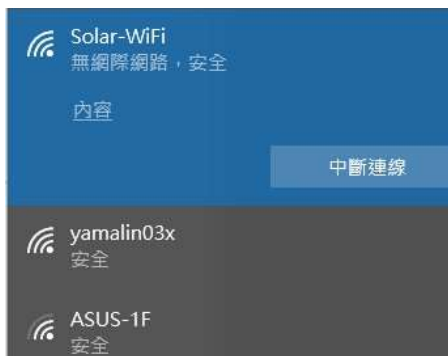 Solar-WiFi
無網際網路，安全
內容
中斷連線
yamalin03x
安全
ASUS-1F
安全